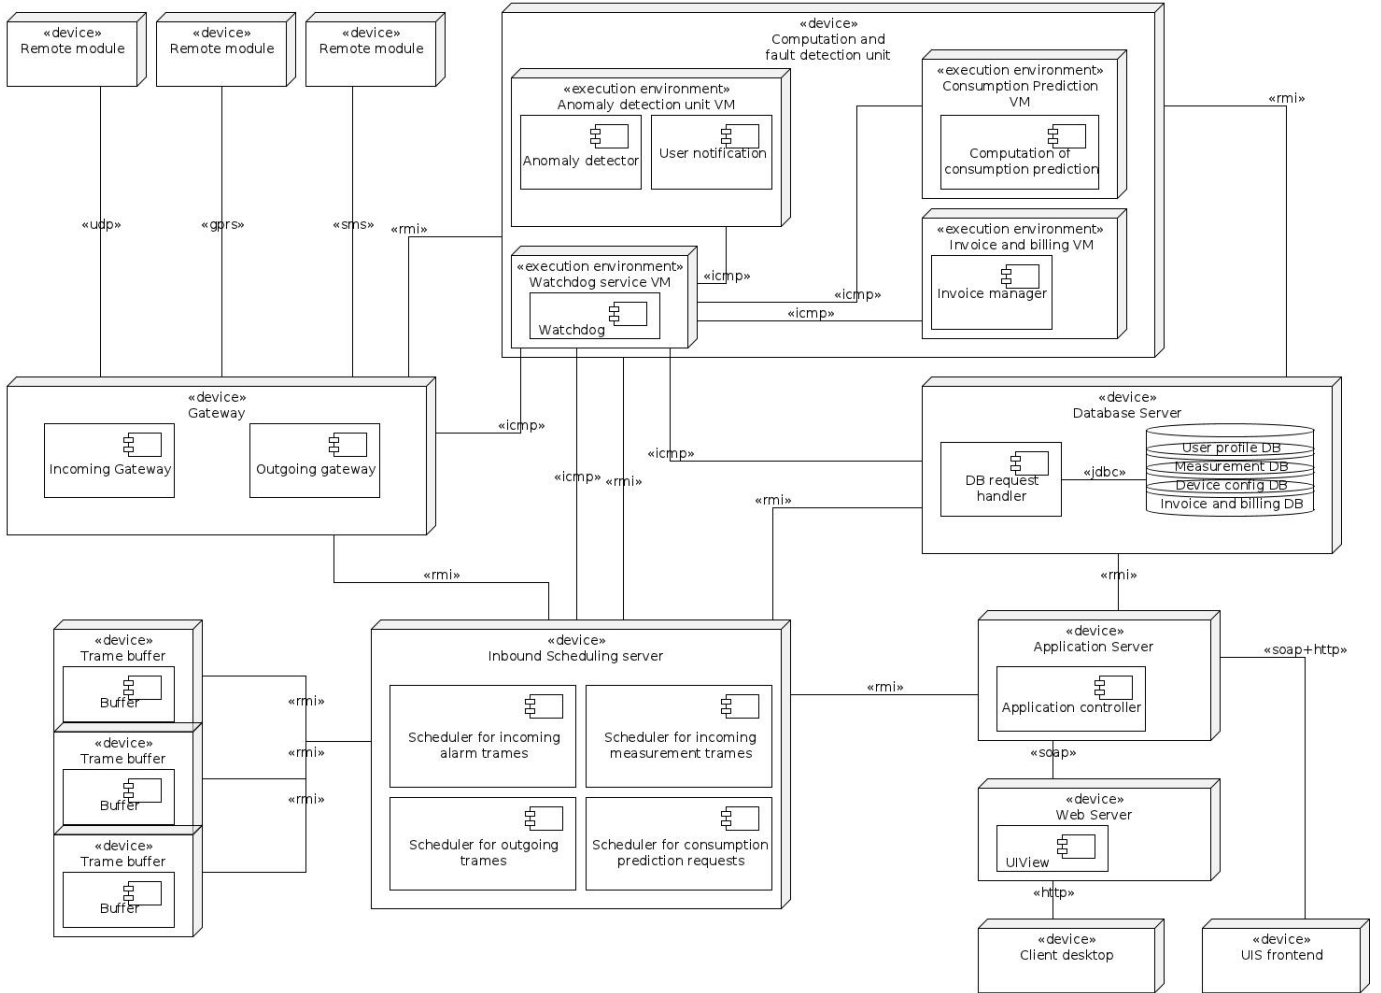 «device»
Remote module
«device»
Remote module
«device»
Remote module
«device»
Computation and
fault detection unit
«execution environment»
Anomaly detection unit VM
Anomaly detector
User notification
«execution environment»
Consumption Prediction
VM
Computation of
consumption prediction
«rmi»
«udp»
«gprs»
«sms»
«rmi»
«execution environment»
Invoice and billing VM
Invoice manager
«execution environment»
Watchdog service VM
Watchdog
«icmp»
«icmp»
«icmp»
«device»
Gateway
Incoming Gateway
Outgoing gateway
«icmp»
«icmp»
«rmi»
«icmp»
«device»
Database Server
DB request
handler
«jdbc»
User profile DB
Measurement DB
Device config DB
Invoice and billing DB
«rmi»
«rmi»
«rmi»
«device»
Trame buffer
Buffer
«device»
Trame buffer
Buffer
«device»
Trame buffer
Buffer
«rmi»
«rmi»
«rmi»
«device»
Inbound Scheduling server
Scheduler for incoming
alarm trames
Scheduler for incoming
measurement trames
Scheduler for outgoing
trames
Scheduler for consumption
prediction requests
«rmi»
«device»
Application Server
Application controller
«soap+http»
«soap»
«device»
Web Server
UIView
«http»
«device»
Client desktop
«device»
UIS frontend